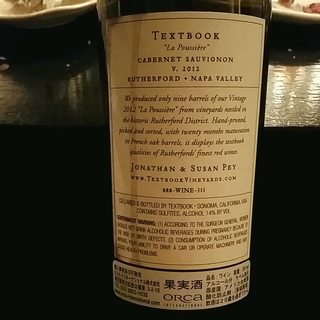 TEXTBOOK
"La Poussière"
CABERNET SAUVIGNON
V. 2012
RUTHERFORD • NAPA VALLEY
We produced only nine barrels of our Vintage
2012 "La Poussière" from vineyards nestled in
the historic Rutherford District. Hand-pruned,
picked and sorted, with twenty months maturation
in French oak barrels, it displays the textbook
qualities of Rutherford's finest red wines.
JONATHAN & SUSAN PEY
WWW.TEXTBOOKVINEYARDS.COM
888-WINE-111
CELLARED & BOTTLED BY TEXTBOOK • SONOMA, CALIFORNIA, USA
CONTAINS SULFITES, ALCOHOL 14% BY VOL
GOVERNMENT WARNING: (1) ACCORDING TO THE SURGEON GENERAL, WOMEN
SHOULD NOT DRINK ALCOHOLIC BEVERAGES DURING PREGNANCY BECAUSE OF
THE RISK OF BIRTH DEFECTS. (2) CONSUMPTION OF ALCOHOLIC BEVERAGES
IMPAIRS YOUR ABILITY TO DRIVE A CAR OR OPERATE MACHINERY AND MAY
CAUSE HEALTH PROBLEMS.
果実酒
ORCA
INTERNATIONAL